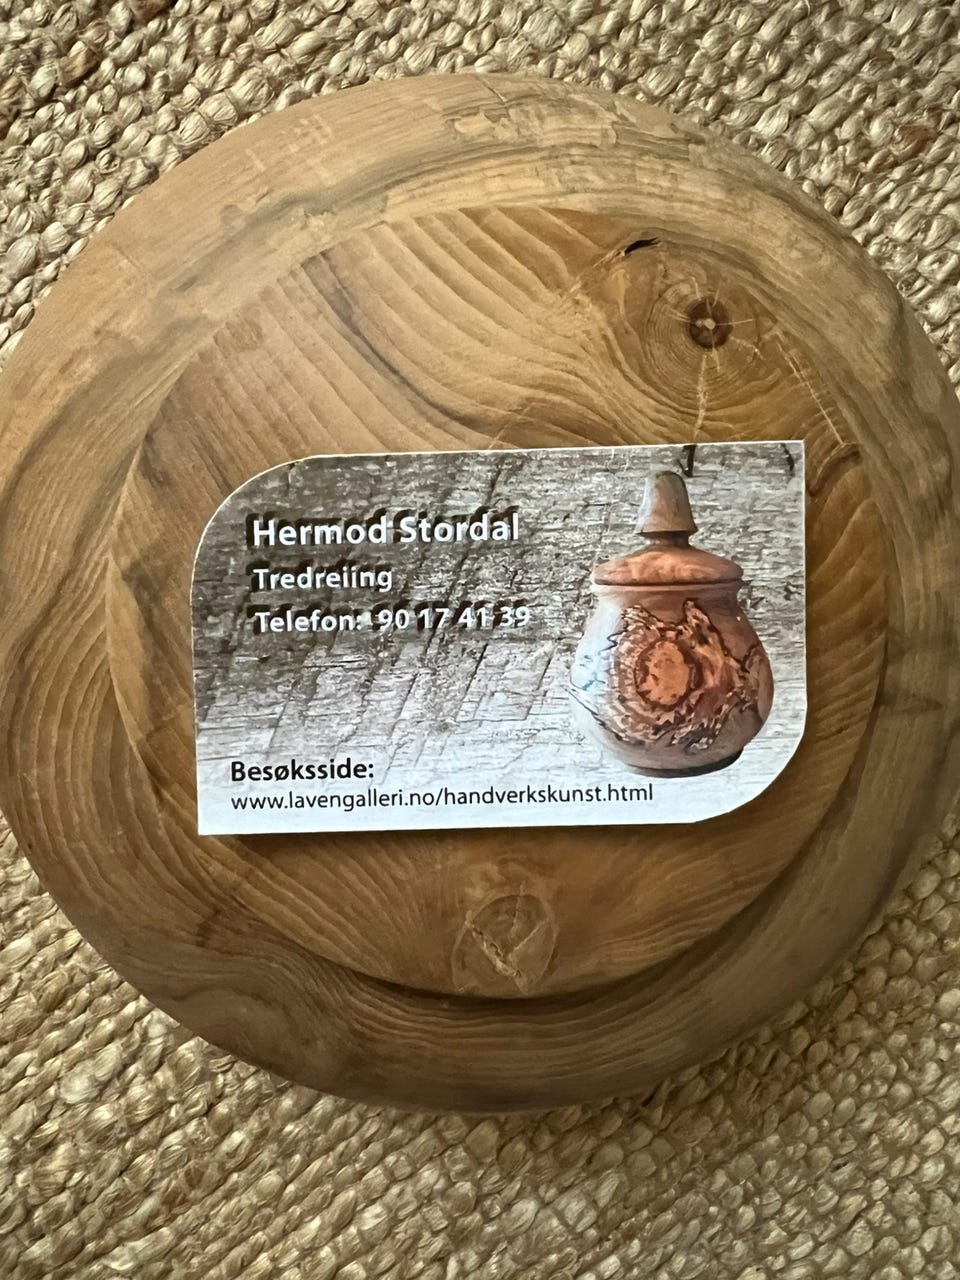 Hermod Stordal
Tredreiing
Telefon: 90 17 41 39
Besøksside:
www.lavengalleri.no/handverkskunst.html